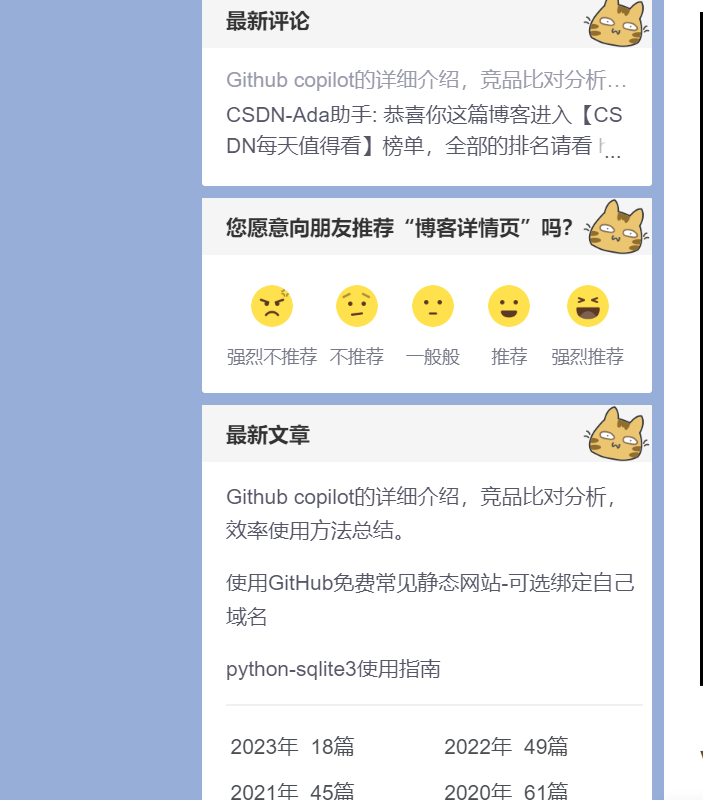 最新评论
Github copilot的详细介绍，竞品比对分析…
CSDN-Ada助手: 恭喜你这篇博客进入【CS
DN每天值得看】榜单，全部的排名请看 h...
您愿意向朋友推荐“博客详情页”吗？
强烈不推荐 不推荐 一般般 推荐 强烈推荐
最新文章
Github copilot的详细介绍，竞品比对分析，
效率使用方法总结。
使用GitHub免费常见静态网站-可选绑定自己
域名
python-sqlite3使用指南
2023年 18篇 2022年 49篇
2021年 45篇 2020年 61篇